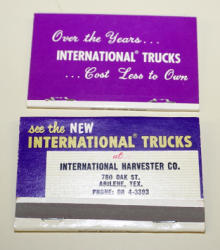 Over the Years...
INTERNATIONAL® TRUCKS
...Cost Less to Own
see the NEW
INTERNATIONAL® TRUCKS
at...
INTERNATIONAL HARVESTER CO.
780 OAK ST.
ABILENE, TEX.
PHONE: OR 4-3393